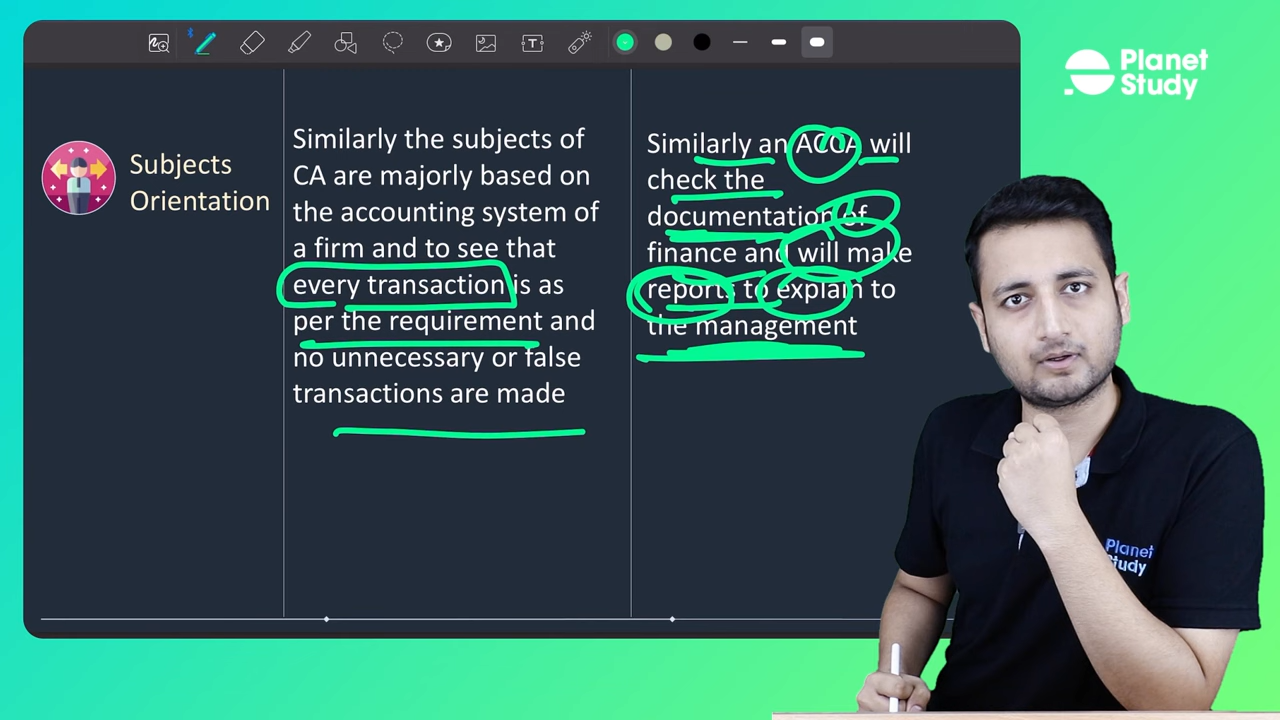 Planet
Study
Subjects
Orientation
Similarly the subjects of
CA are majorly based on
the accounting system of
a firm and to see that
every transaction is as
per the requirement and
no unnecessary or false
transactions are made
Similarly an ACCA will
check the
documentation of
finance and will make
reports to explain to
the management
Planet
Study